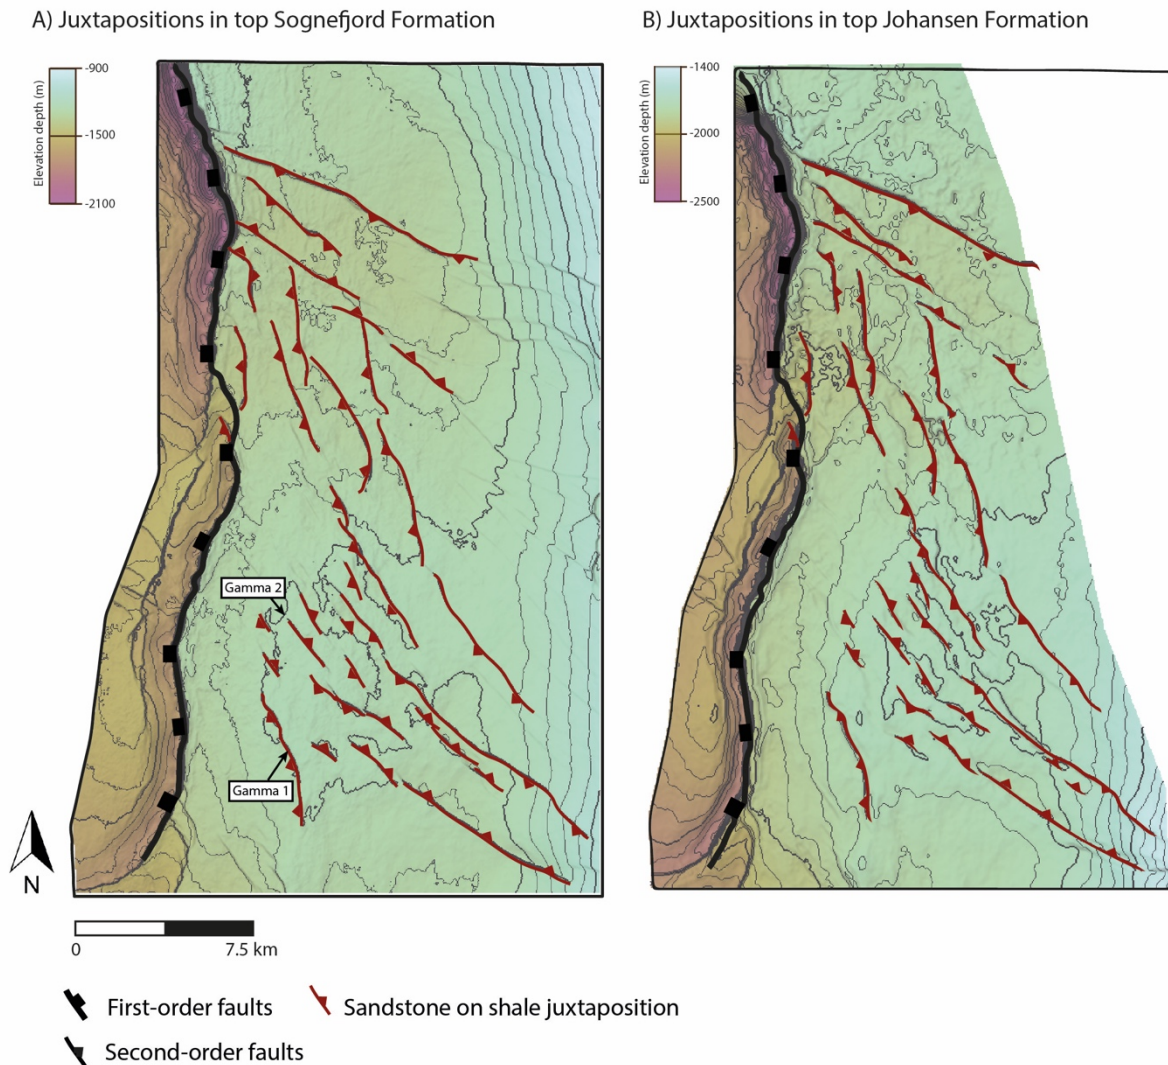 A) Juxtapositions in top Sognefjord Formation
B) Juxtapositions in top Johansen Formation
Elevation depth (m)
-900
-1500
-2100
Elevation depth (m)
-1400
-2000
-2500
Gamma 2
Gamma 1
N
0
7.5 km
First-order faults
Sandstone on shale juxtaposition
Second-order faults